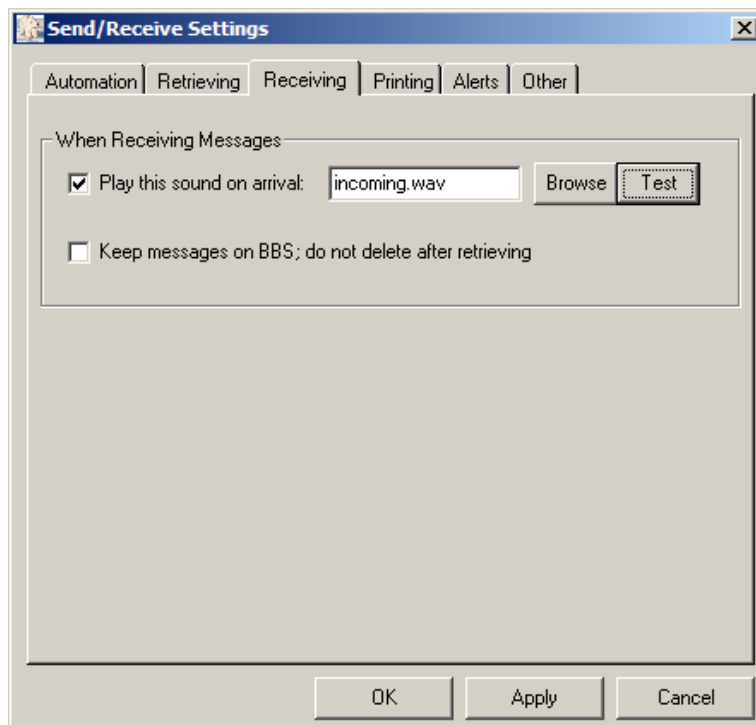 Send/Receive Settings
Automation Retrieving Receiving Printing Alerts Other
When Receiving Messages
Play this sound on arrival: incoming.wav Browse Test
Keep messages on BBS; do not delete after retrieving
OK Apply Cancel